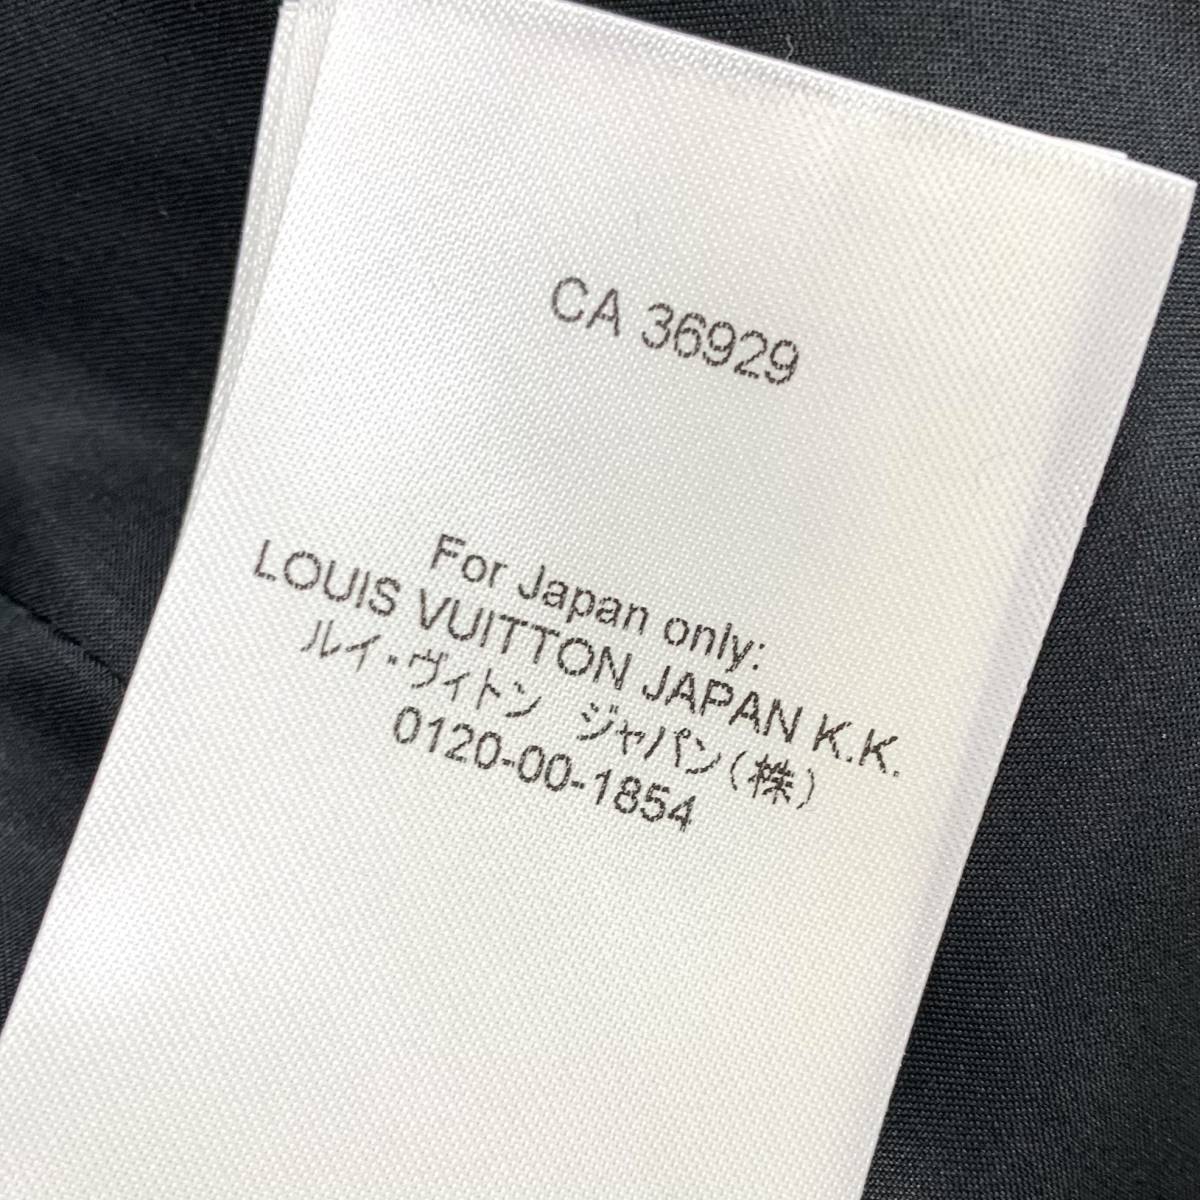 CA 36929
For Japan only:
LOUIS VUITTON JAPAN K.K.
ルイ・ヴィトン　ジャパン（株）
0120-00-1854